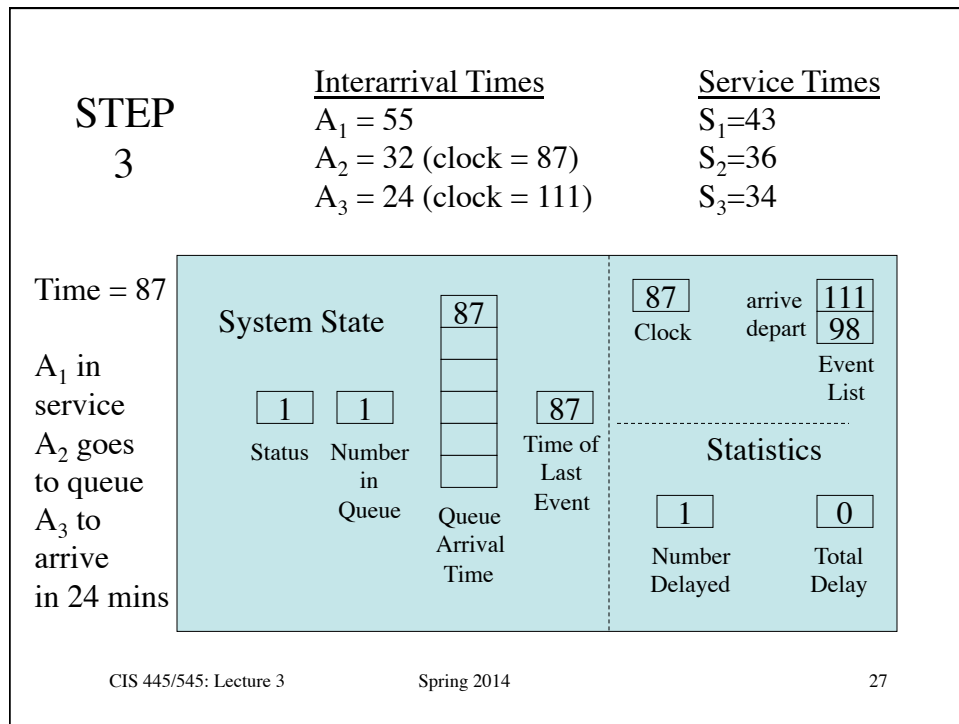 STEP
3
Interarrival Times
A₁ = 55
A₂ = 32 (clock = 87)
A₃ = 24 (clock = 111)
Service Times
S₁=43
S₂=36
S₃=34
Time = 87
A₁ in
service
A₂ goes
to queue
A₃ to
arrive
in 24 mins
System State
1
Status
1
Number
in
Queue
87
Queue
Arrival
Time
87
Time of
Last
Event
87
Clock
arrive 111
depart 98
Event
List
Statistics
1
Number
Delayed
0
Total
Delay
CIS 445/545: Lecture 3
Spring 2014
27